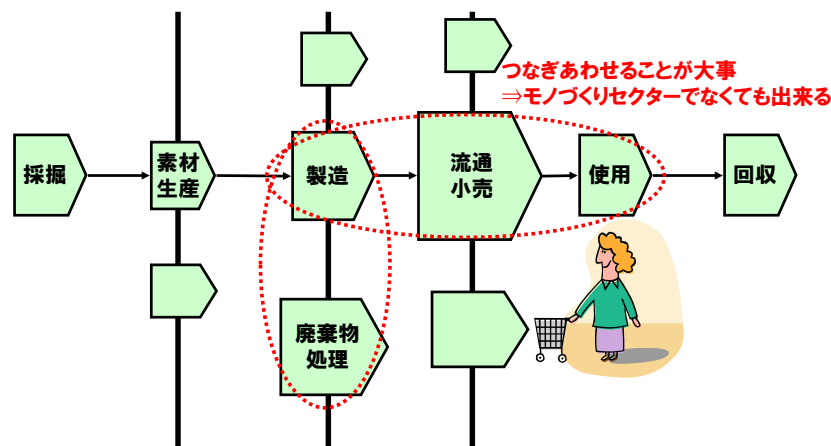 つなぎあわせることが大事
⇒モノづくりセクターでなくても出来る
採掘
素材
生産
製造
流通
小売
使用
回収
廃棄物
処理